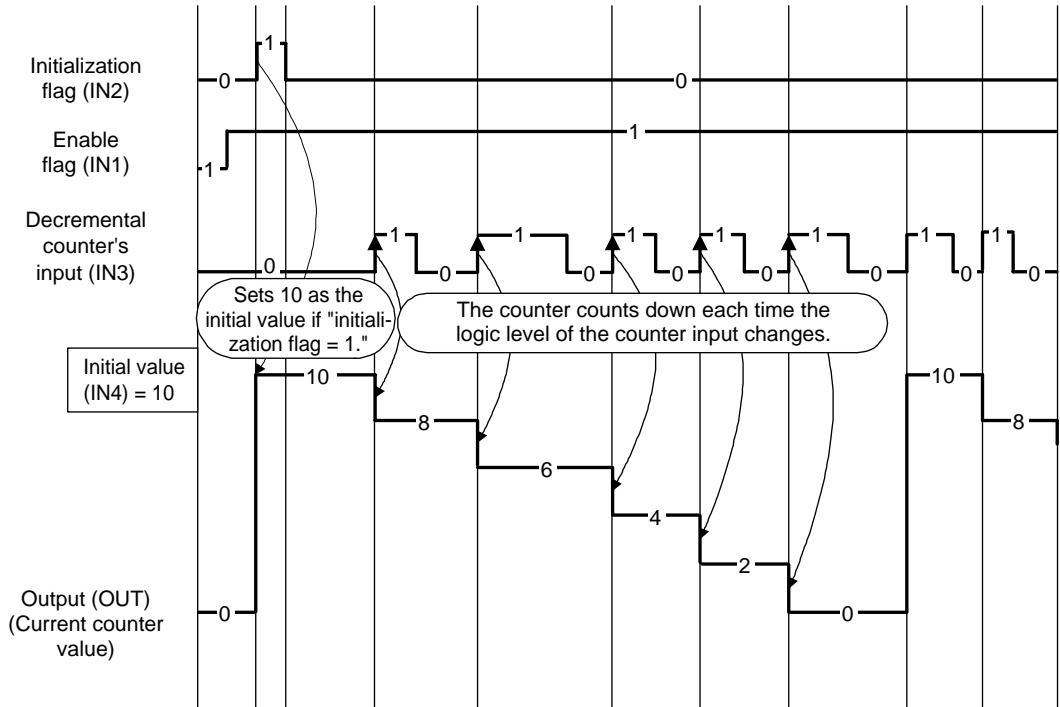 1
Initialization
flag (IN2)
0
0
Enable
flag (IN1)
1
1
Decremental
counter's
input (IN3)
1
1
1
1
1
1
1
0
0
0
0
0
0
0
0
Sets 10 as the
initial value if "initiali-
zation flag = 1."
The counter counts down each time the
logic level of the counter input changes.
Initial value
(IN4) = 10
10
10
8
8
6
4
2
Output (OUT)
(Current counter
value)
0
0